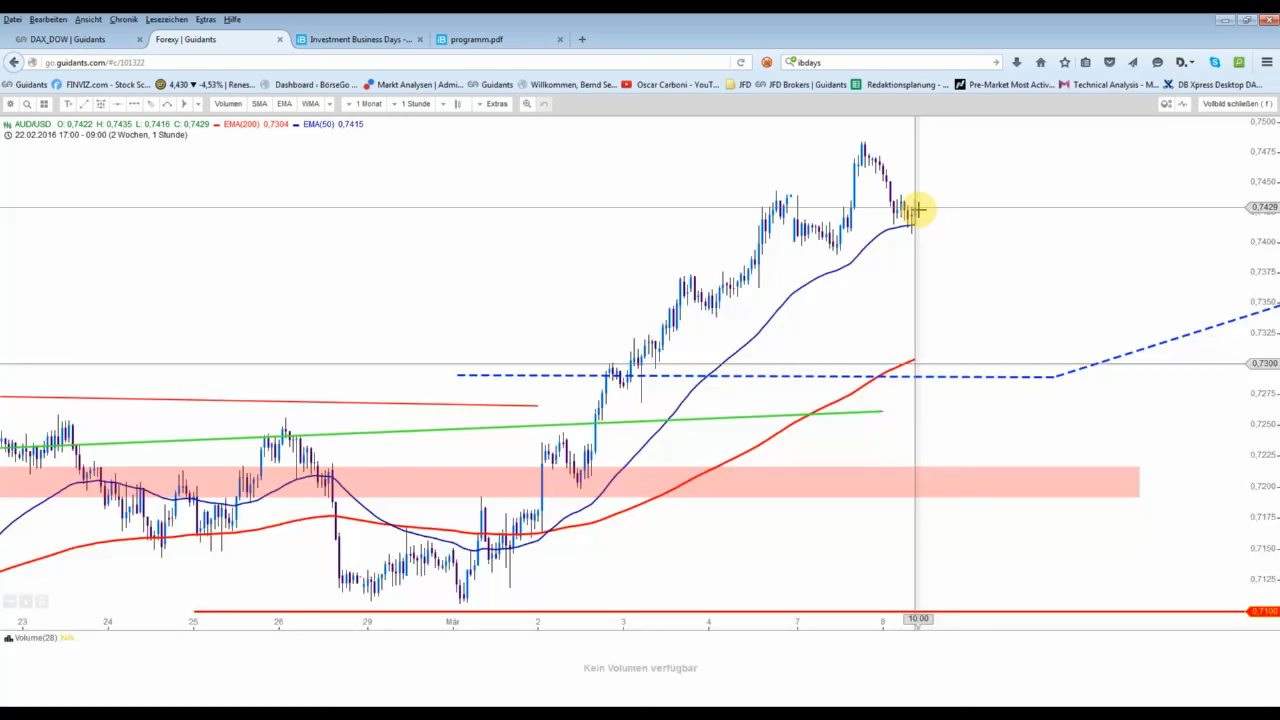 Datei Bearbeiten Ansicht Chronik Lesezeichen Extras Hilfe
DAX_DOW | Guidants × Forexy | Guidants × Investment Business Days -... × programm.pdf × +
go.guidants.com/#c/101322 ibdays
Guidants FINVIZ.com - Stock Sc... 4,430 ▼ -4,53% | Renes... Dashboard ‹ BörseGo ... Markt Analysen | Admi... Guidants Willkommen, Bernd Se... Oscar Carboni - YouT... JFD Guidants JFD Brokers | Guidants Redaktionsplanung - ... Pre-Market Most Activ... Technical Analysis - M... DB Xpress Desktop DA...
Volumen SMA EMA WMA 1 Monat 1 Stunde Extras Vollbild schließen ( f )
AUD/USD O: 0,7422 H: 0,7435 L: 0,7416 C: 0,7429 EMA(200) 0,7304 EMA(50) 0,7415
22.02.2016 17:00 - 09:00 (2 Wochen, 1 Stunde)
0,7500
0,7475
0,7450
0,7429
0,7400
0,7375
0,7350
0,7325
0,7300
0,7275
0,7250
0,7225
0,7200
0,7175
0,7150
0,7125
0,7100
23 24 25 26 29 Mär 2 3 4 7 8 10:00
Volume(28) N/A
Kein Volumen verfügbar